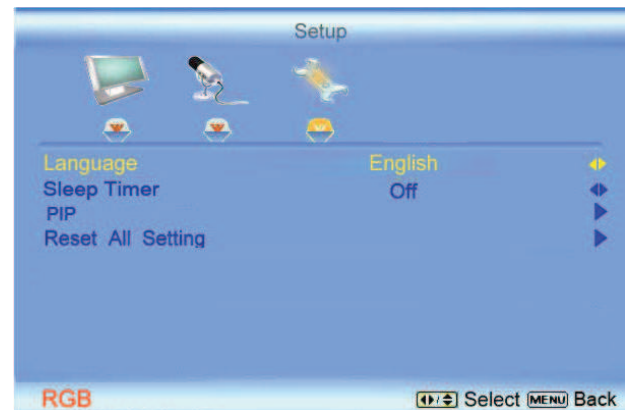 Setup
Language English
Sleep Timer Off
PIP
Reset All Setting
RGB Select MENU Back